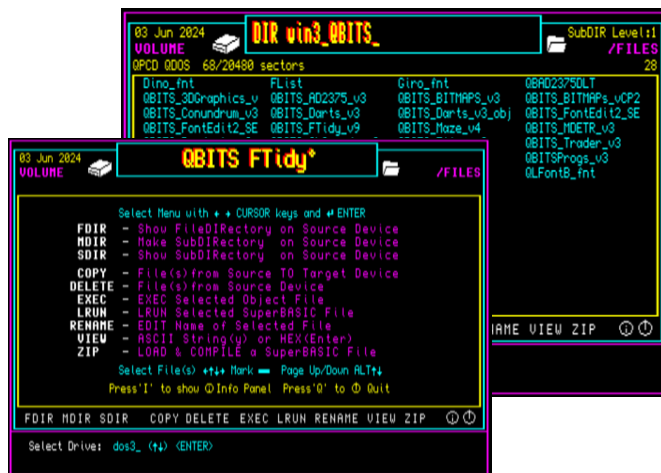 03 Jun 2024
VOLUME
DIR win3_QBITS_
SubDIR Level:1
/FILES
QPCD QDOS 68/20480 sectors
28
Dino_fnt FList Giro_fnt QBAD2375DLT
QBITS_3DGraphics_v QBITS_AD2375_v3 QBITS_BITMAPS_v3 QBITS_BITMAPs_vCP2
QBITS_Conundrum_v3 QBITS_Darts_v3 QBITS_Darts_v3_obj QBITS_FontEdit2_SE
QBITS_FontEdit2_SE QBITS_FTidy_v9 QBITS_Maze_v4 QBITS_MDETR_v3
QBITS_Trader_v3
QBITSProgs_v3
QLFontB_fnt
VIEW ZIP
03 Jun 2024
VOLUME
QBITS FTidy*
/FILES
Select Menu with ← → CURSOR keys and ↵ ENTER
FDIR – Show FileDIRectory on Source Device
MDIR – Make SubDIRectory on Source Device
SDIR – Show SubDIRectory on Source Device
COPY – File(s)from Source TO Target Device
DELETE – File(s)from Source Device
EXEC – EXEC Selected Object File
LRUN – LRUN Selected SuperBASIC File
RENAME – EDIT Name of Selected File
VIEW – ASCII String(y) or HEX(Enter)
ZIP – LOAD & COMPILE a SuperBASIC File
Select File(s) ←↑↓→ Mark Page Up/Down ALT↑↓
Press'I' to show Info Panel Press'Q' to Quit
FDIR MDIR SDIR COPY DELETE EXEC LRUN RENAME VIEW ZIP
Select Drive: dos3_ (↑↓) <ENTER>